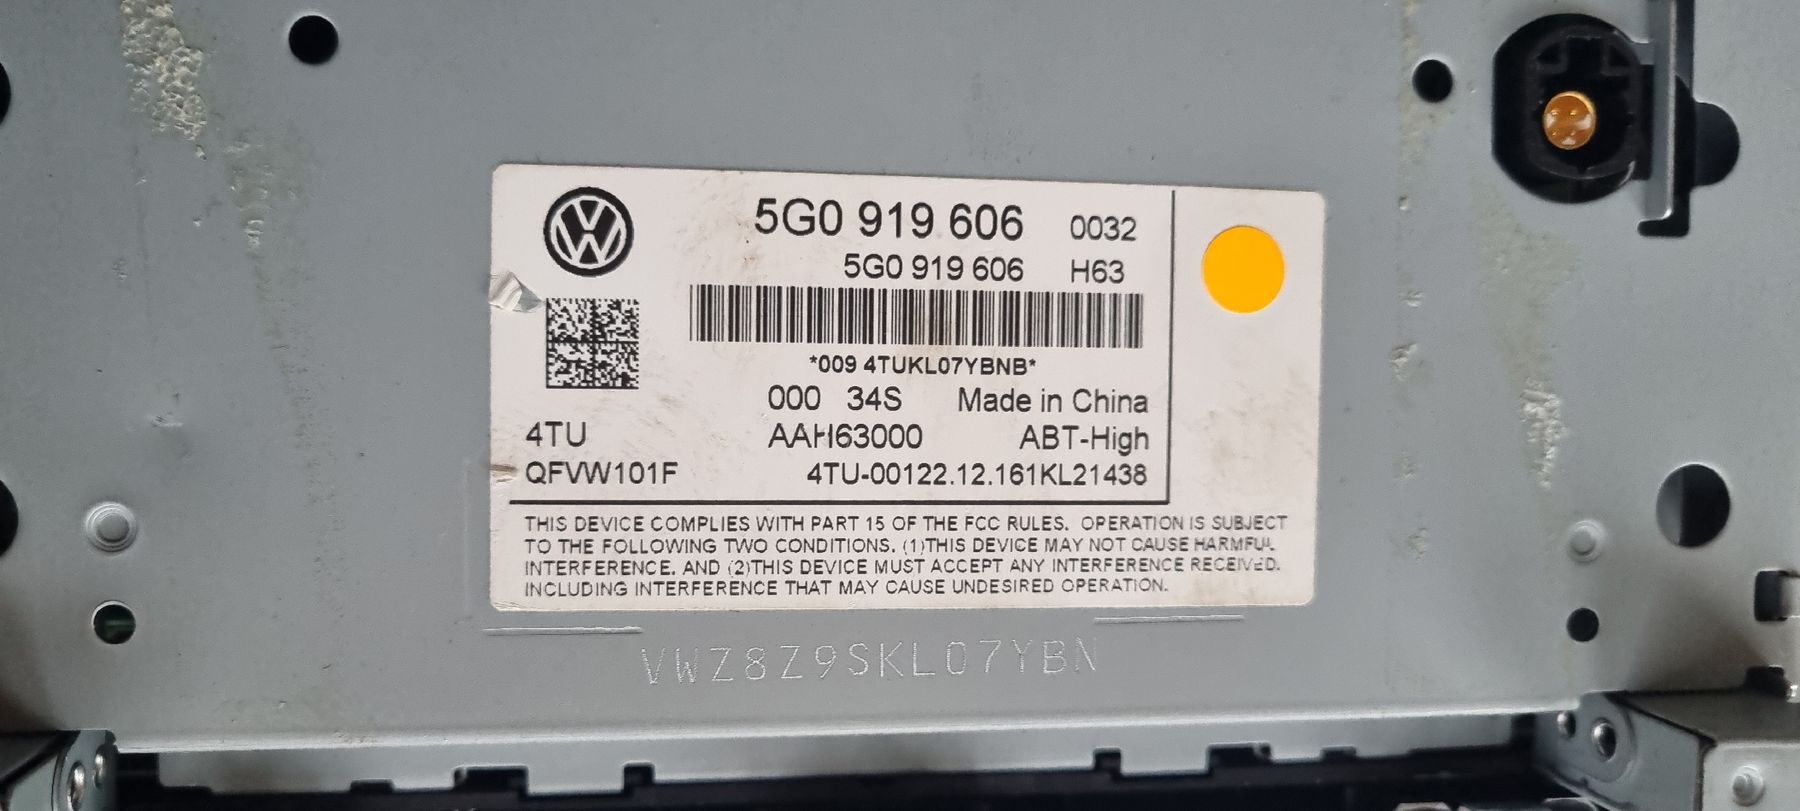 5G0 919 606 0032
5G0 919 606 H63
*009 4TUKL07YBNB*
000 34S Made in China
4TU AAH63000 ABT-High
QFVW101F 4TU-00122.12.161KL21438
THIS DEVICE COMPLIES WITH PART 15 OF THE FCC RULES. OPERATION IS SUBJECT
TO THE FOLLOWING TWO CONDITIONS. (1)THIS DEVICE MAY NOT CAUSE HARMFUL
INTERFERENCE. AND (2)THIS DEVICE MUST ACCEPT ANY INTERFERENCE RECEIVED.
INCLUDING INTERFERENCE THAT MAY CAUSE UNDESIRED OPERATION.
VWZ8Z9SKL07YBN